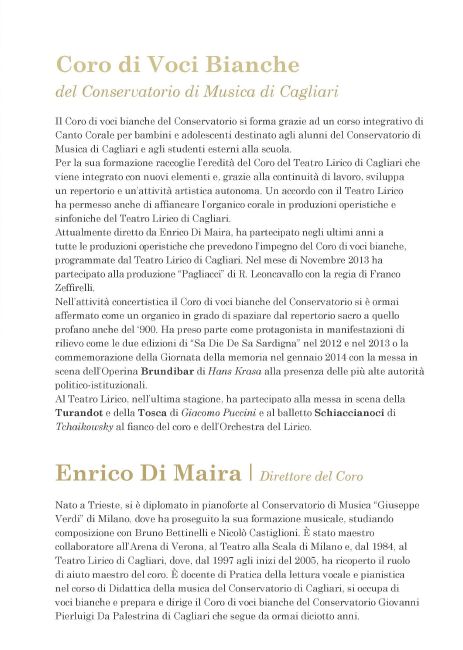 Coro di Voci Bianche
del Conservatorio di Musica di Cagliari
Il Coro di voci bianche del Conservatorio si forma grazie ad un corso integrativo di
Canto Corale per bambini e adolescenti destinato agli alunni del Conservatorio di
Musica di Cagliari e agli studenti esterni alla scuola.
Per la sua formazione raccoglie l'eredità del Coro del Teatro Lirico di Cagliari che
viene integrato con nuovi elementi e, grazie alla continuità di lavoro, sviluppa
un repertorio e un'attività artistica autonoma. Un accordo con il Teatro Lirico
ha permesso anche di affiancare l'organico corale in produzioni operistiche e
sinfoniche del Teatro Lirico di Cagliari.
Attualmente diretto da Enrico Di Maira, ha partecipato negli ultimi anni a
tutte le produzioni operistiche che prevedono l'impegno del Coro di voci bianche,
programmate dal Teatro Lirico di Cagliari. Nel mese di Novembre 2013 ha
partecipato alla produzione "Pagliacci" di R. Leoncavallo con la regia di Franco
Zeffirelli.
Nell'attività concertistica il Coro di voci bianche del Conservatorio si è ormai
affermato come un organico in grado di spaziare dal repertorio sacro a quello
profano anche del '900. Ha preso parte come protagonista in manifestazioni di
rilievo come le due edizioni di "Sa Die De Sa Sardigna" nel 2012 e nel 2013 o la
commemorazione della Giornata della memoria nel gennaio 2014 con la messa in
scena dell'Operina Brundibar di Hans Krasa alla presenza delle più alte autorità
politico-istituzionali.
Al Teatro Lirico, nell'ultima stagione, ha partecipato alla messa in scena della
Turandot e della Tosca di Giacomo Puccini e al balletto Schiaccianoci di
Tchaikowsky al fianco del coro e dell'Orchestra del Lirico.
Enrico Di Maira | Direttore del Coro
Nato a Trieste, si è diplomato in pianoforte al Conservatorio di Musica "Giuseppe
Verdi" di Milano, dove ha proseguito la sua formazione musicale, studiando
composizione con Bruno Bettinelli e Nicolò Castiglioni. È stato maestro
collaboratore all'Arena di Verona, al Teatro alla Scala di Milano e, dal 1984, al
Teatro Lirico di Cagliari, dove, dal 1997 agli inizi del 2005, ha ricoperto il ruolo
di aiuto maestro del coro. È docente di Pratica della lettura vocale e pianistica
nel corso di Didattica della musica del Conservatorio di Cagliari, si occupa di
voci bianche e prepara e dirige il Coro di voci bianche del Conservatorio Giovanni
Pierluigi Da Palestrina di Cagliari che segue da ormai diciotto anni.